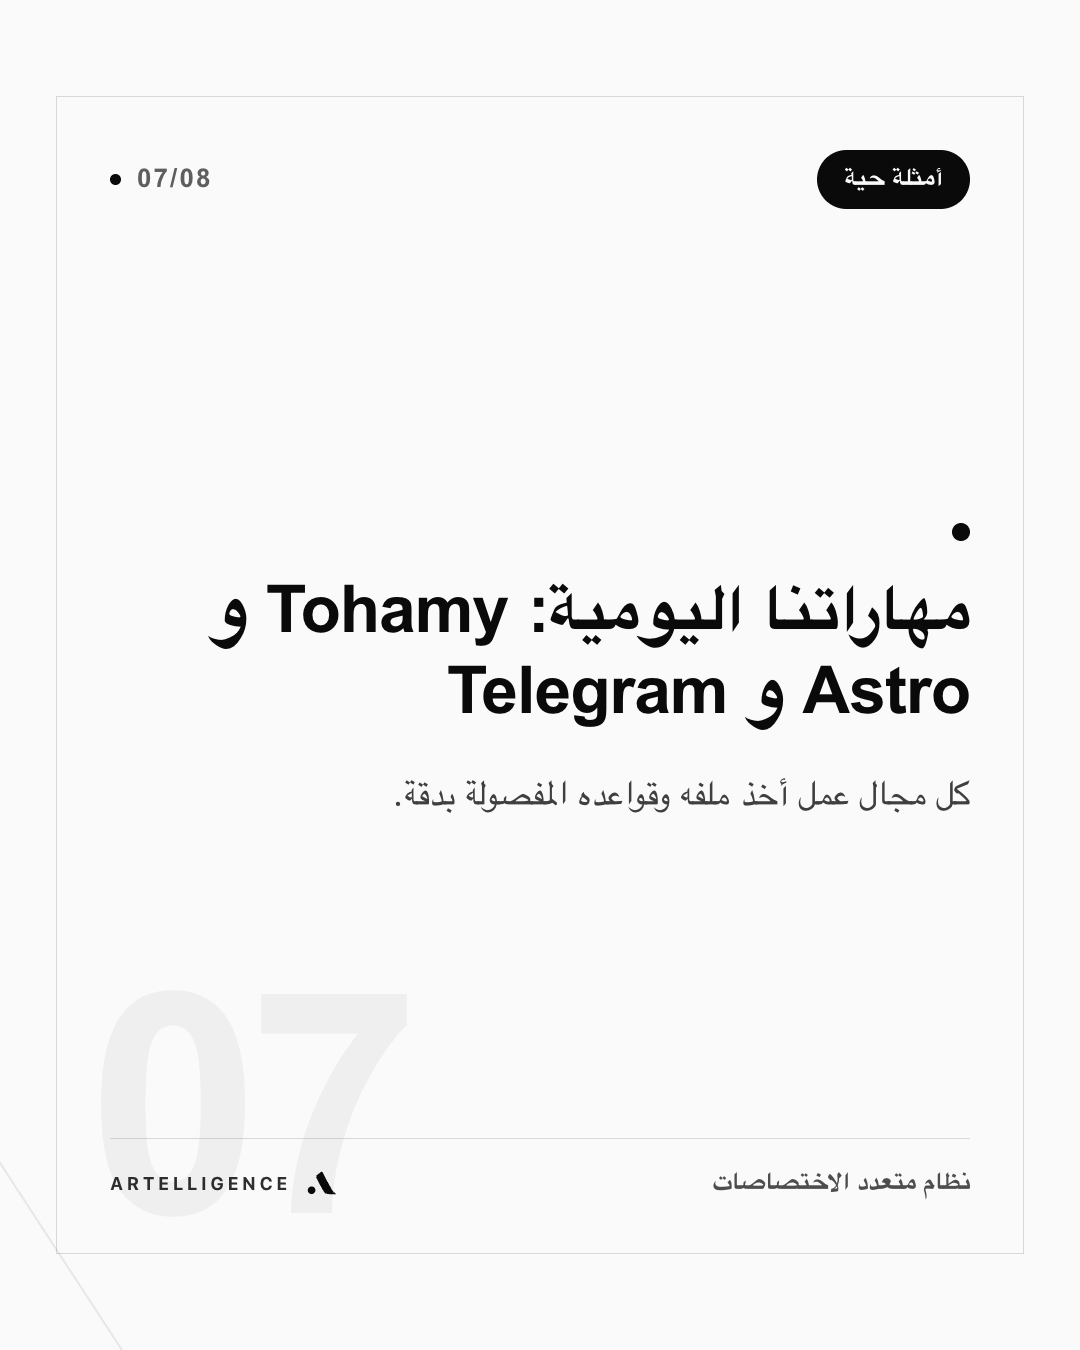 أمثلة حية
07/08
مهاراتنا اليومية: Tohamy و
Astro و Telegram
كل مجال عمل أخذ ملفه وقواعده المفصولة بدقة.
07
نظام متعدد الاختصاصات
ARTELLIGENCE